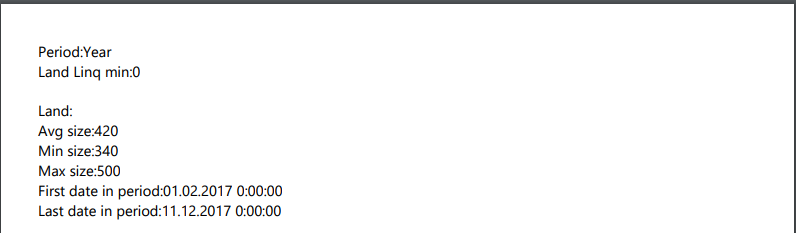 Period:Year
Land Linq min:0
Land:
Avg size:420
Min size:340
Max size:500
First date in period:01.02.2017 0:00:00
Last date in period:11.12.2017 0:00:00